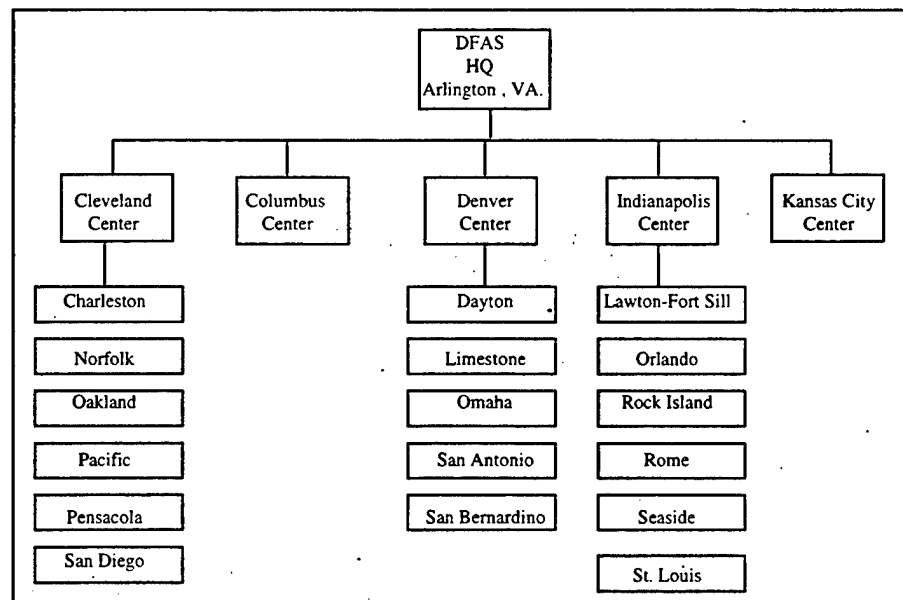 DFAS
HQ
Arlington , VA.
Cleveland
Center
Columbus
Center
Denver
Center
Indianapolis
Center
Kansas City
Center
Charleston
Norfolk
Oakland
Pacific
Pensacola
San Diego
Dayton
Limestone
Omaha
San Antonio
San Bernardino
Lawton-Fort Sill
Orlando
Rock Island
Rome
Seaside
St. Louis